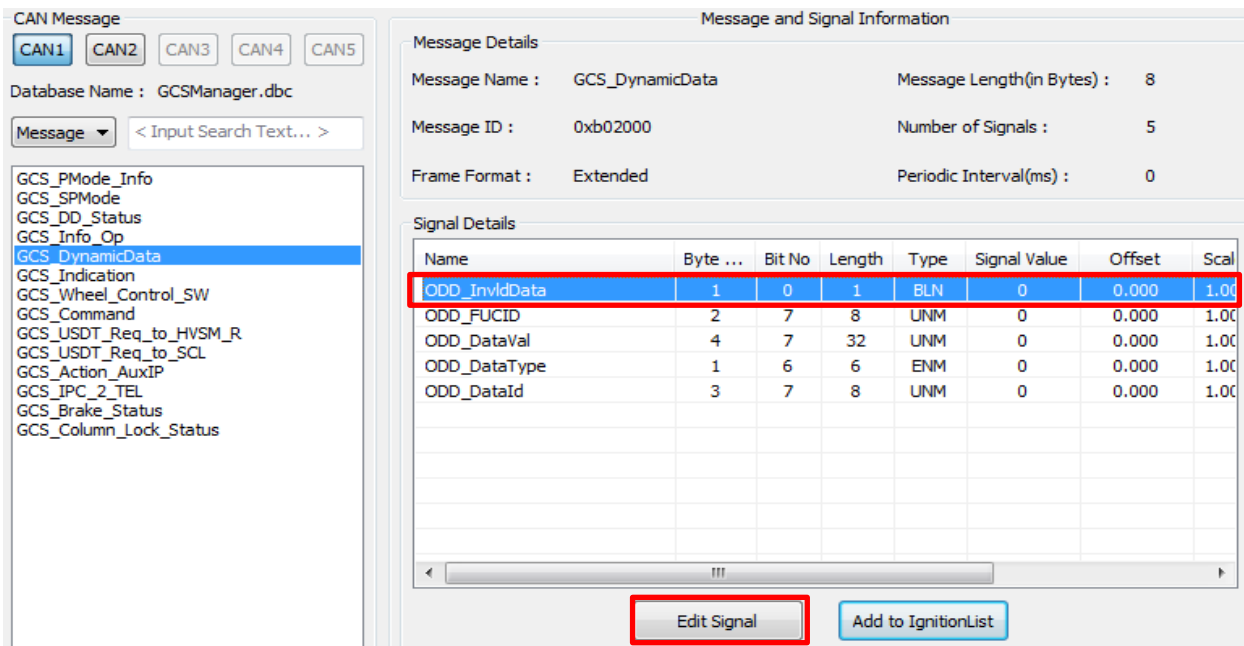 CAN Message
CAN1 CAN2 CAN3 CAN4 CAN5
Database Name : GCSManager.dbc
Message < Input Search Text... >
GCS_PMode_Info
GCS_SPMode
GCS_DD_Status
GCS_Info_Op
GCS_DynamicData
GCS_Indication
GCS_Wheel_Control_SW
GCS_Command
GCS_USDT_Req_to_HVSM_R
GCS_USDT_Req_to_SCL
GCS_Action_AuxIP
GCS_IPC_2_TEL
GCS_Brake_Status
GCS_Column_Lock_Status
Message and Signal Information
Message Details
Message Name : GCS_DynamicData Message Length(in Bytes) : 8
Message ID : 0xb02000 Number of Signals : 5
Frame Format : Extended Periodic Interval(ms) : 0
Signal Details
Name Byte ... Bit No Length Type Signal Value Offset Scal
ODD_InvldData 1 0 1 BLN 0 0.000 1.00
ODD_FUCID 2 7 8 UNM 0 0.000 1.00
ODD_DataVal 4 7 32 UNM 0 0.000 1.00
ODD_DataType 1 6 6 ENM 0 0.000 1.00
ODD_DataId 3 7 8 UNM 0 0.000 1.00
Edit Signal Add to IgnitionList